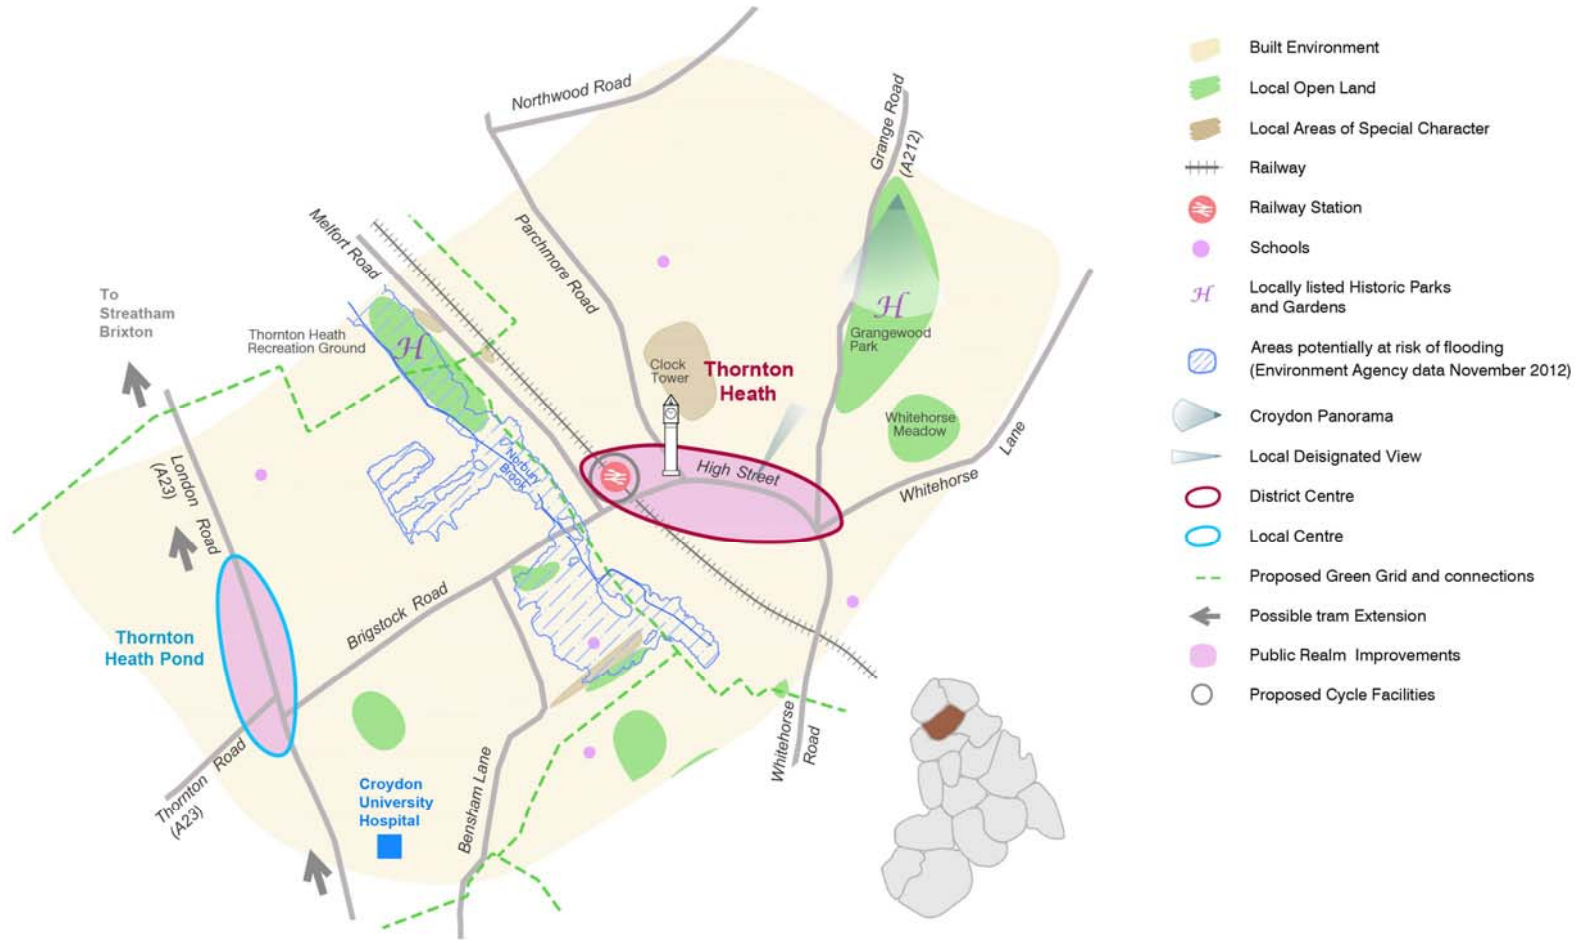 Northwood Road
Grange Road
(A212)
Melfort Road
Parchmore Road
To
Streatham
Brixton
Thornton Heath
Recreation Ground
H
H
Grangewood
Park
Clock
Tower
Thornton
Heath
Whitehorse
Meadow
Lane
Whitehorse
High Street
London Road
(A23)
Norbury
Brook
Brigstock Road
Thornton
Heath Pond
Thornton Road
(A23)
Croydon
University
Hospital
Bensham Lane
Whitehorse
Road
Built Environment
Local Open Land
Local Areas of Special Character
Railway
Railway Station
Schools
H
Locally listed Historic Parks
and Gardens
Areas potentially at risk of flooding
(Environment Agency data November 2012)
Croydon Panorama
Local Deisignated View
District Centre
Local Centre
Proposed Green Grid and connections
Possible tram Extension
Public Realm Improvements
Proposed Cycle Facilities